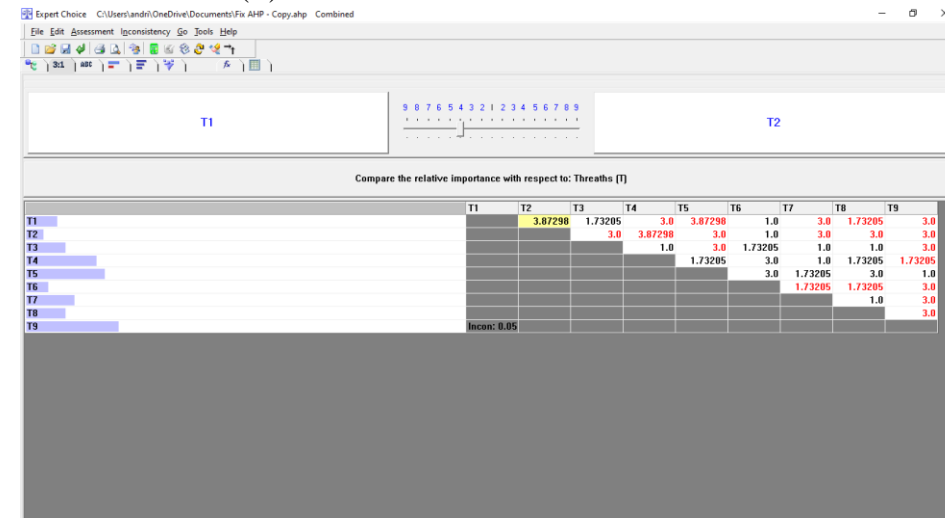 Expert Choice C:\Users\andri\OneDrive\Documents\Fix AHP - Copy.ahp Combined
File Edit Assessment Inconsistency Go Tools Help
3:1 ABC
T1 9 8 7 6 5 4 3 2 1 2 3 4 5 6 7 8 9 T2
Compare the relative importance with respect to: Threaths (T)
T1 T2 T3 T4 T5 T6 T7 T8 T9
T1 3.87298 1.73205 3.0 3.87298 1.0 3.0 1.73205 3.0
T2 3.0 3.87298 3.0 1.0 3.0 3.0 3.0
T3 1.0 3.0 1.73205 1.0 1.0 3.0
T4 1.73205 3.0 1.0 1.73205 1.73205
T5 3.0 1.73205 3.0 1.0
T6 1.73205 1.73205 3.0
T7 1.0 3.0
T8 3.0
T9 Incon: 0.05